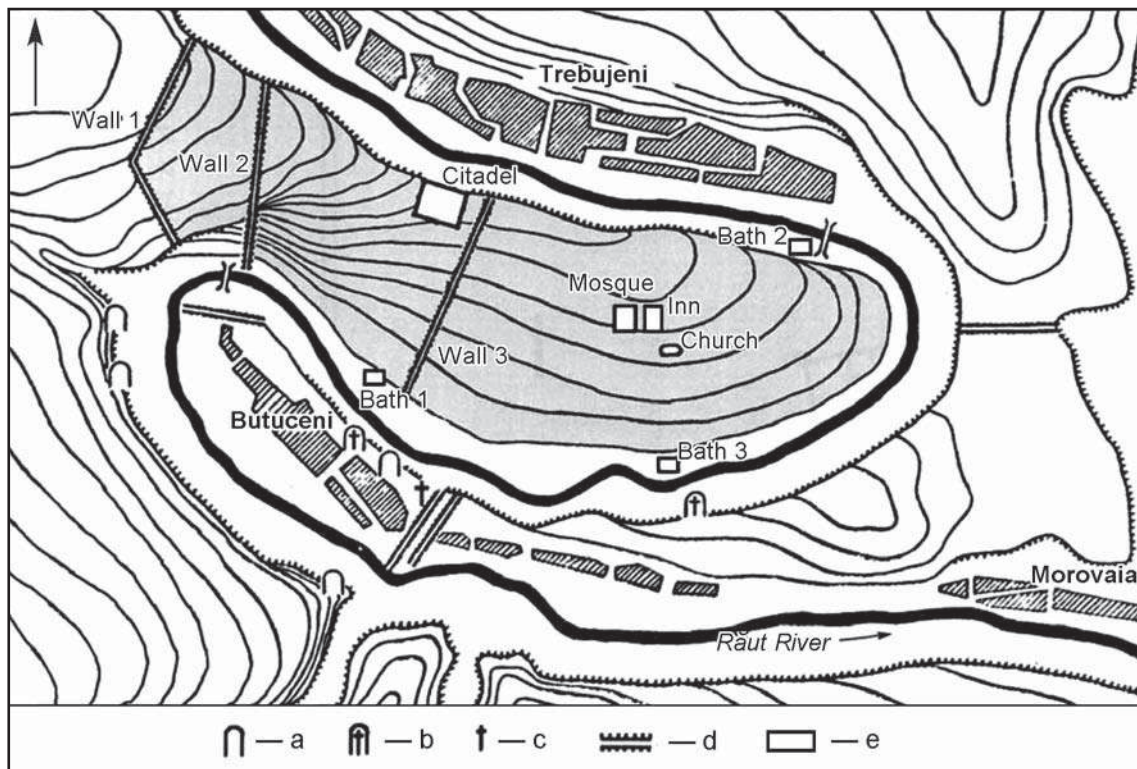 Trebujeni
Wall 1
Wall 2
Citadel
Bath 2
Mosque
Inn
Church
Wall 3
Bath 1
Butuceni
Bath 3
Morovaia
Răut River
— a
— b
— c
— d
— e